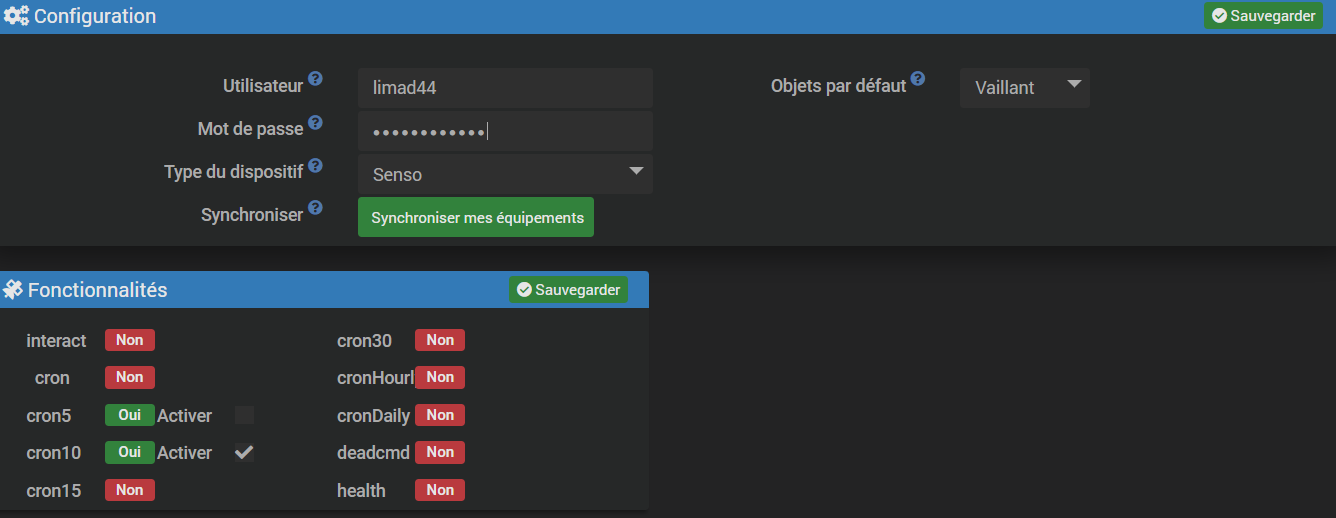 Configuration
Sauvegarder
Utilisateur ?
limad44
Objets par défaut ?
Vaillant
Mot de passe ?
••••••••••••
Type du dispositif ?
Senso
Synchroniser ?
Synchroniser mes équipements
Fonctionnalités
Sauvegarder
interact Non
cron30 Non
cron Non
cronHourl Non
cron5 Oui Activer
cronDaily Non
cron10 Oui Activer
deadcmd Non
cron15 Non
health Non